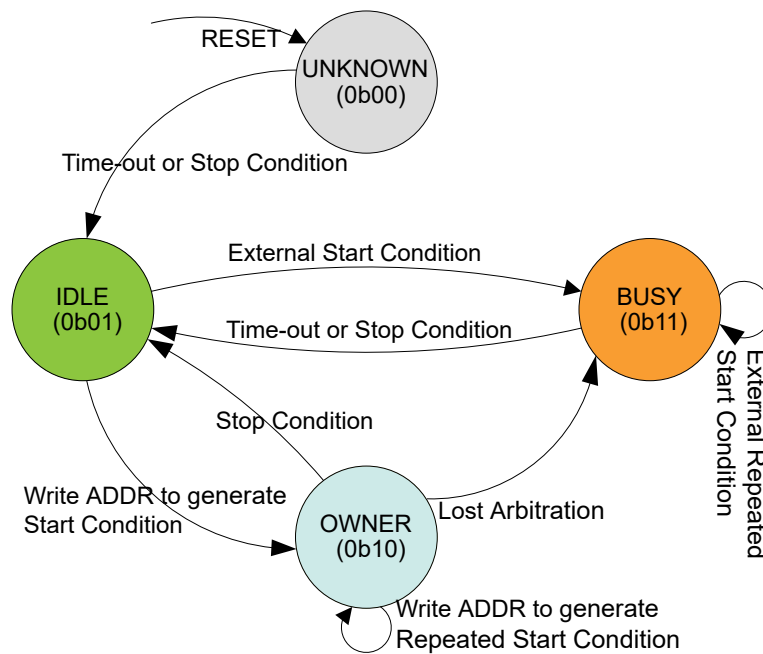 RESET
UNKNOWN
(0b00)
Time-out or Stop Condition
External Start Condition
IDLE
(0b01)
BUSY
(0b11)
Time-out or Stop Condition
External Repeated
Start Condition
Stop Condition
Write ADDR to generate
Start Condition
OWNER
(0b10)
Lost Arbitration
Write ADDR to generate
Repeated Start Condition